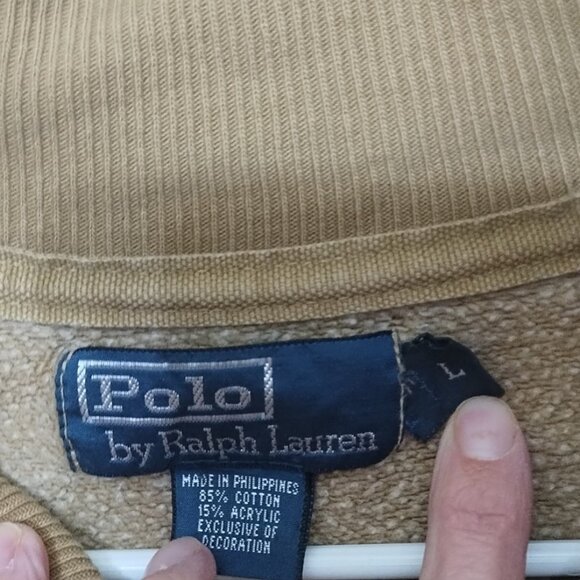 Polo
by Ralph Lauren
L
MADE IN PHILIPPINES
85% COTTON
15% ACRYLIC
EXCLUSIVE OF
DECORATION